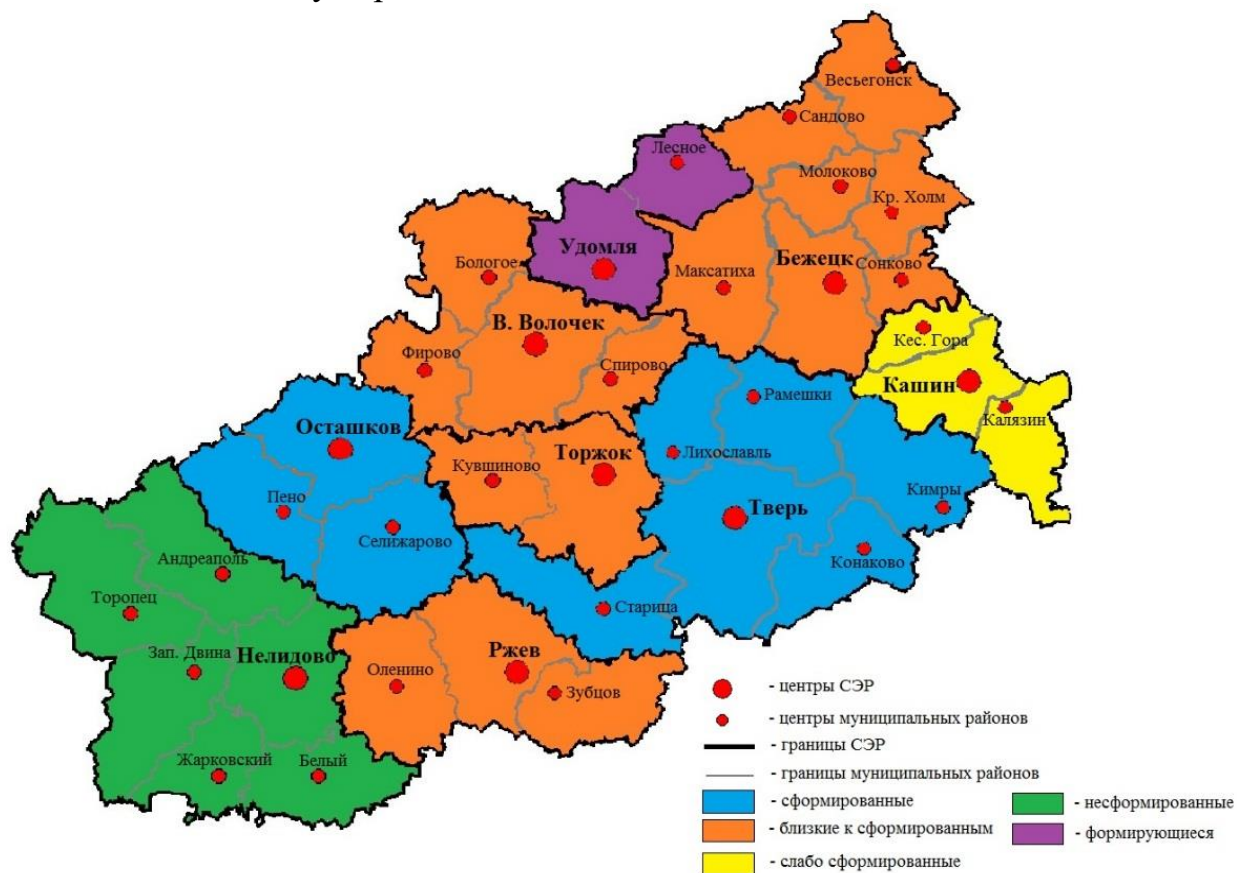 Весьегонск
Сандово
Лесное
Молоково
Кр. Холм
Удомля
Бежецк
Сонково
Бологое
Максатиха
В. Волочек
Кес. Гора
Фирово
Спирово
Кашин
Рамешки
Калязин
Осташков
Торжок
Лихославль
Кувшиново
Кимры
Пено
Тверь
Селижарово
Конаково
Андреаполь
Торопец
Старица
Зап. Двина
Нелидово
Ржев
Оленино
Зубцов
Жарковский
Белый
- центры СЭР
- центры муниципальных районов
- границы СЭР
- границы муниципальных районов
- сформированные
- близкие к сформированным
- слабо сформированные
- несформированные
- формирующиеся